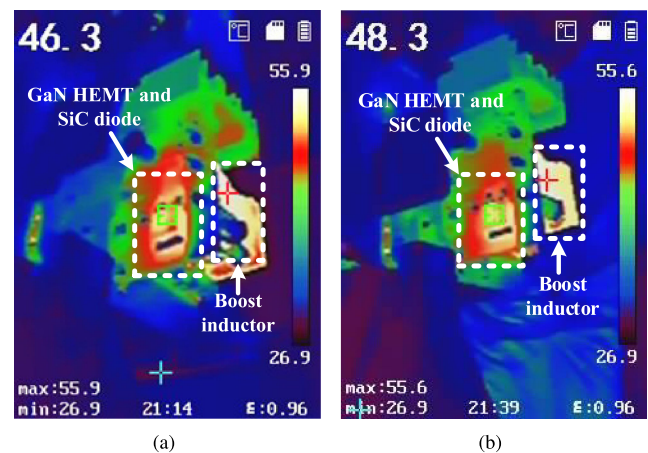 46.3
°C
55.9
GaN HEMT and
SiC diode
Boost
inductor
26.9
max:55.9
min:26.9 21:14 ε:0.96
(a)
48.3
°C
55.6
GaN HEMT and
SiC diode
Boost
inductor
26.9
max:55.6
min:26.9 21:39 ε:0.96
(b)